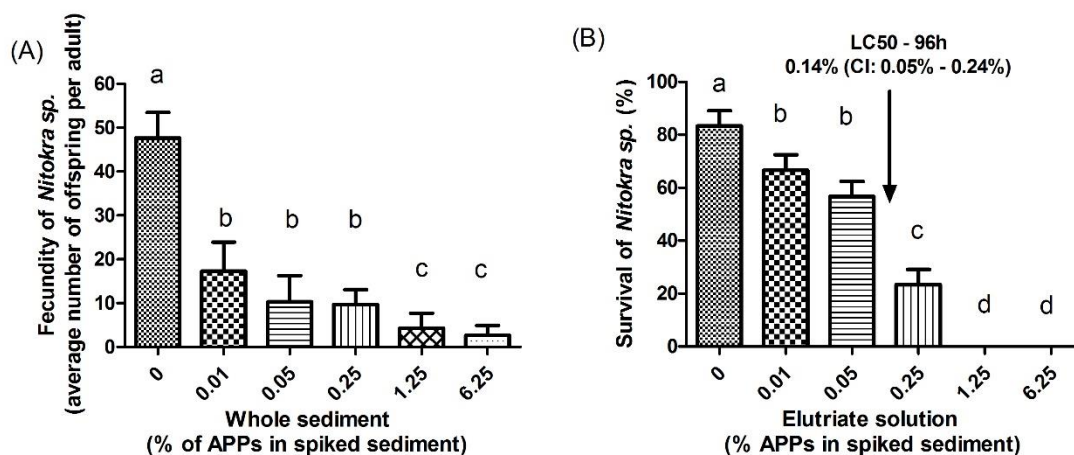 (A)
Fecundity of Nitokra sp.
(average number of offspring per adult)
60
50
40
30
20
10
0
a
b
b
b
c
c
0
0.01
0.05
0.25
1.25
6.25
Whole sediment
(% of APPs in spiked sediment)
(B)
LC50 - 96h
0.14% (CI: 0.05% - 0.24%)
Survival of Nitokra sp. (%)
100
80
60
40
20
0
a
b
b
c
d
d
0
0.01
0.05
0.25
1.25
6.25
Elutriate solution
(% APPs in spiked sediment)